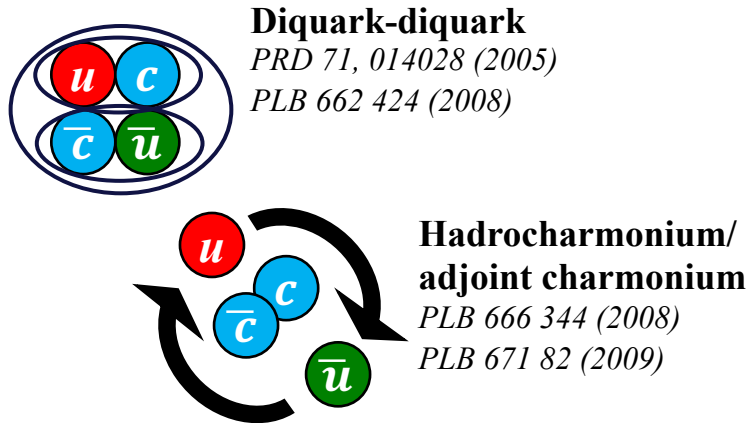 Diquark-diquark
PRD 71, 014028 (2005)
PLB 662 424 (2008)
u c
c̅ u̅
Hadrocharmonium/
adjoint charmonium
PLB 666 344 (2008)
PLB 671 82 (2009)
u
c
c̅
u̅